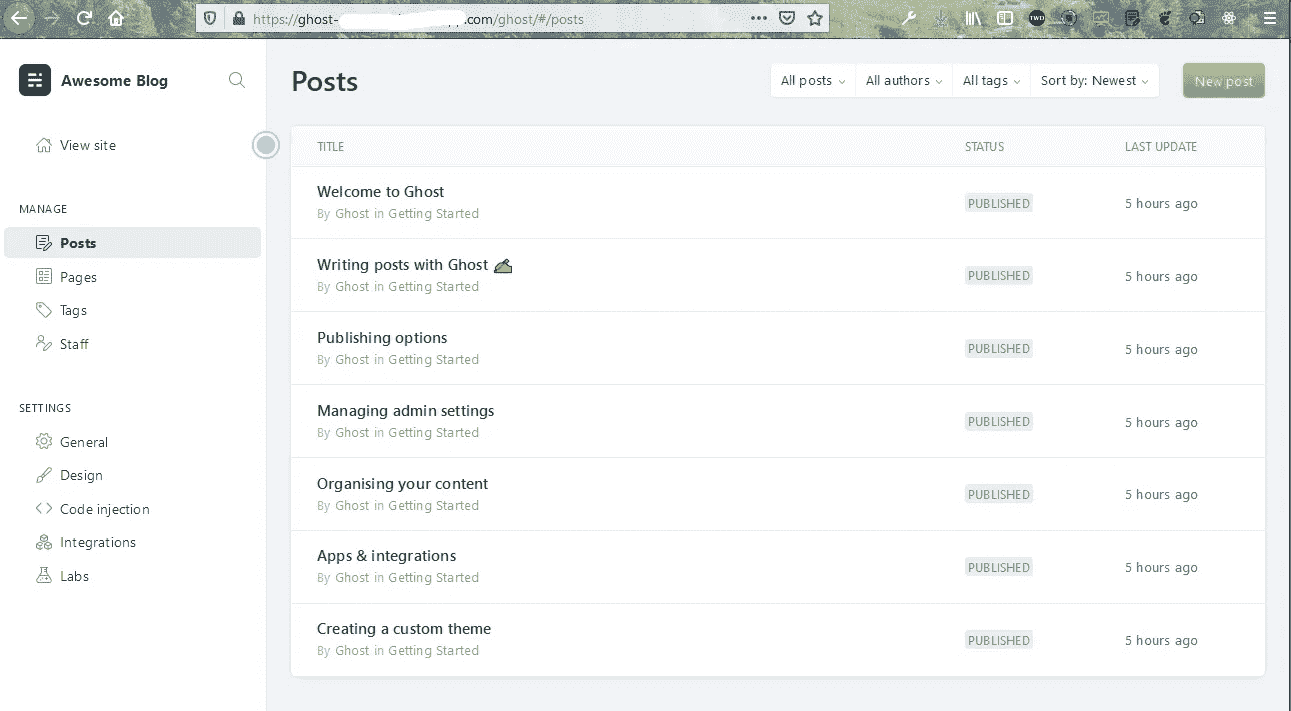 https://ghost- pp.com/ghost/#/posts
TWD
Awesome Blog
View site
MANAGE
Posts
Pages
Tags
Staff
SETTINGS
General
Design
Code injection
Integrations
Labs
Posts
All posts
All authors
All tags
Sort by: Newest
New post
TITLE STATUS LAST UPDATE
Welcome to Ghost
By Ghost in Getting Started
PUBLISHED
5 hours ago
Writing posts with Ghost
By Ghost in Getting Started
PUBLISHED
5 hours ago
Publishing options
By Ghost in Getting Started
PUBLISHED
5 hours ago
Managing admin settings
By Ghost in Getting Started
PUBLISHED
5 hours ago
Organising your content
By Ghost in Getting Started
PUBLISHED
5 hours ago
Apps & integrations
By Ghost in Getting Started
PUBLISHED
5 hours ago
Creating a custom theme
By Ghost in Getting Started
PUBLISHED
5 hours ago